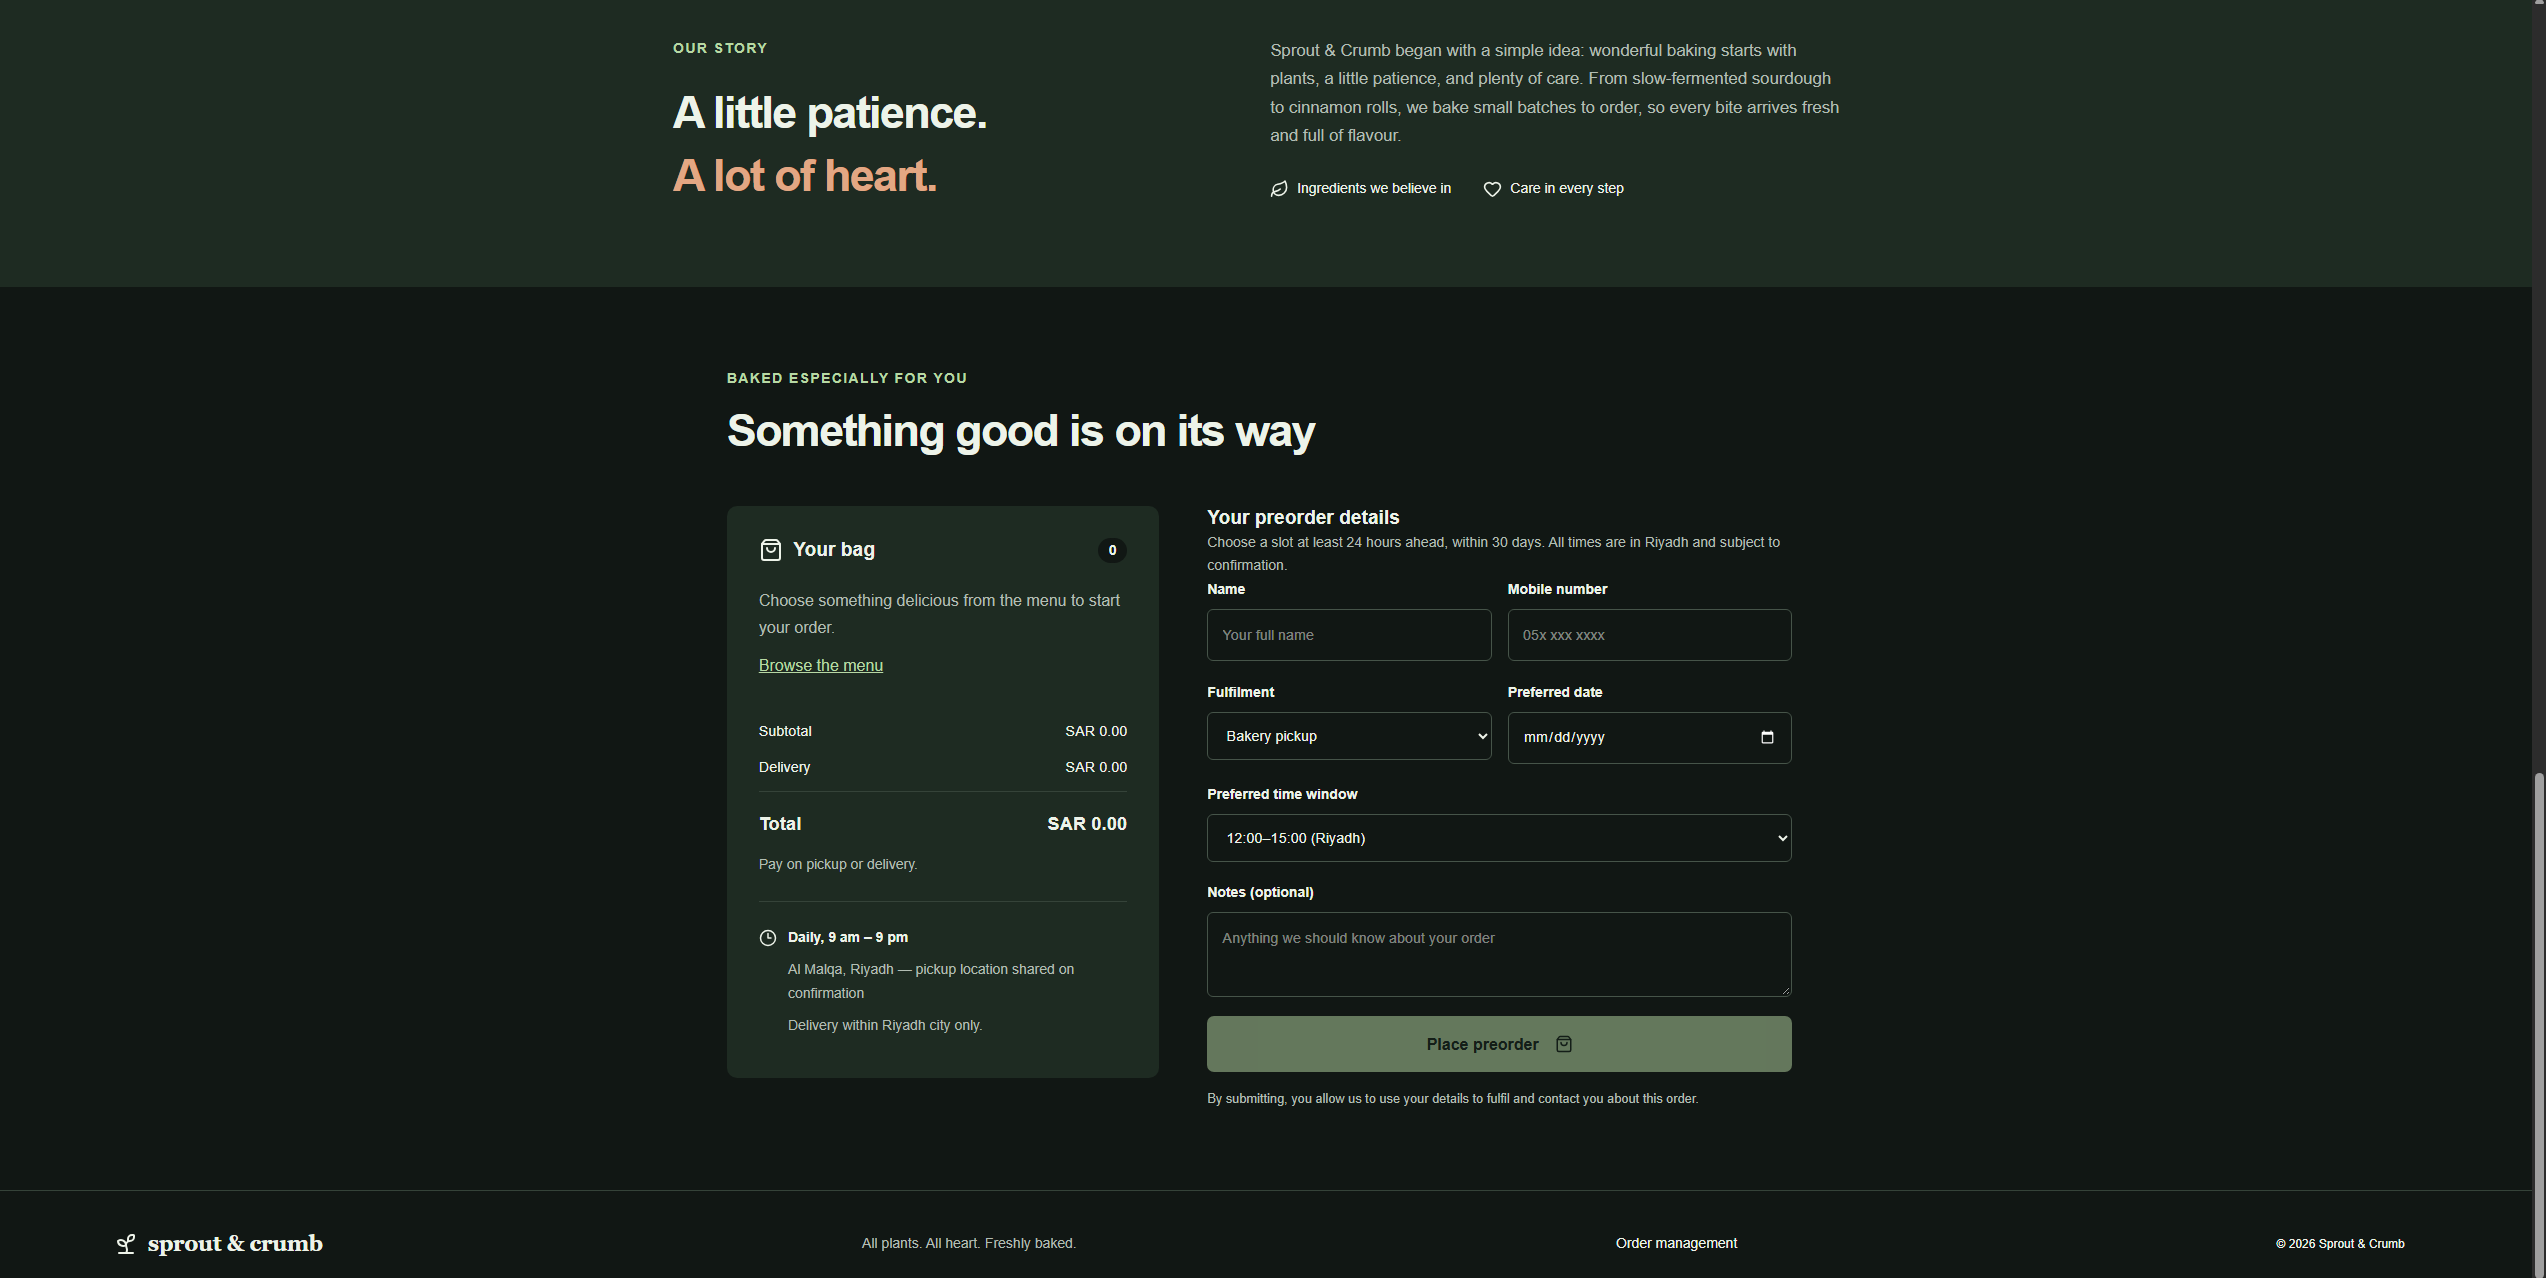 OUR STORY
A little patience.
A lot of heart.
Sprout & Crumb began with a simple idea: wonderful baking starts with
plants, a little patience, and plenty of care. From slow-fermented sourdough
to cinnamon rolls, we bake small batches to order, so every bite arrives fresh
and full of flavour.
Ingredients we believe in
Care in every step
BAKED ESPECIALLY FOR YOU
Something good is on its way
Your bag
0
Choose something delicious from the menu to start
your order.
Browse the menu
Subtotal SAR 0.00
Delivery SAR 0.00
Total SAR 0.00
Pay on pickup or delivery.
Daily, 9 am – 9 pm
Al Malqa, Riyadh — pickup location shared on
confirmation
Delivery within Riyadh city only.
Your preorder details
Choose a slot at least 24 hours ahead, within 30 days. All times are in Riyadh and subject to
confirmation.
Name
Your full name
Mobile number
05x xxx xxxx
Fulfilment
Bakery pickup
Preferred date
mm/dd/yyyy
Preferred time window
12:00–15:00 (Riyadh)
Notes (optional)
Anything we should know about your order
Place preorder
By submitting, you allow us to use your details to fulfil and contact you about this order.
sprout & crumb
All plants. All heart. Freshly baked.
Order management
© 2026 Sprout & Crumb